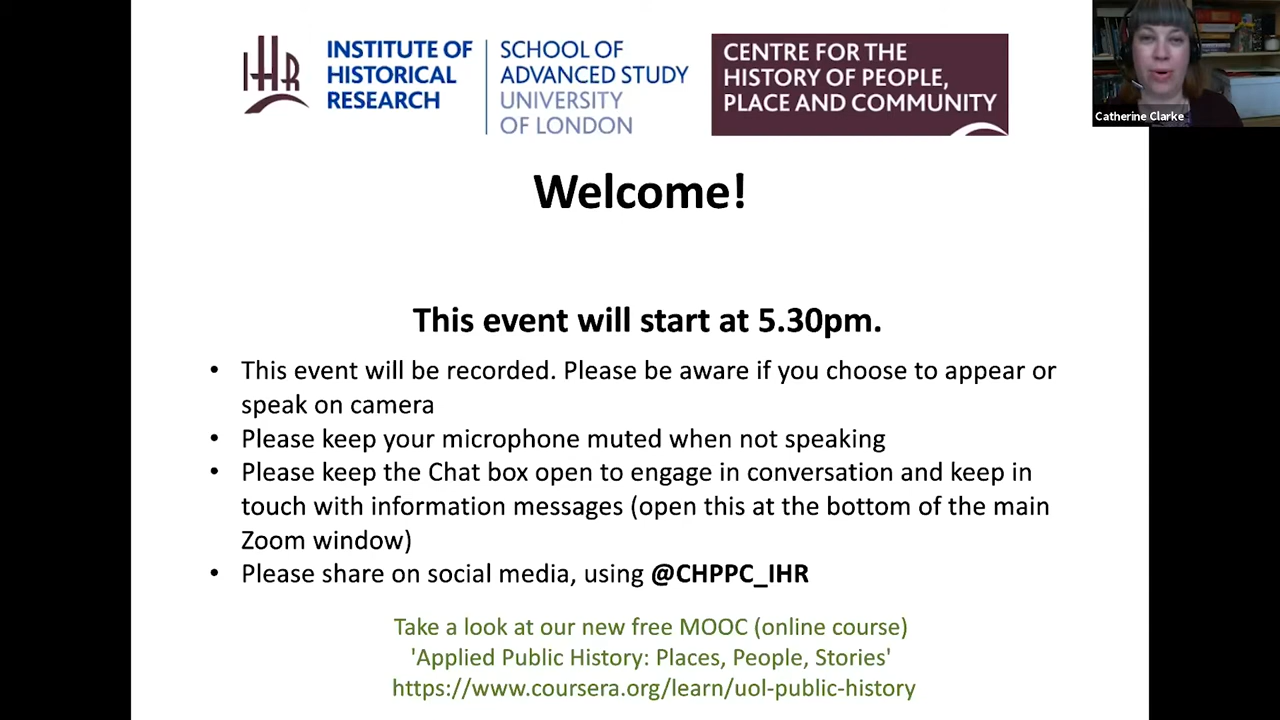 IHR
INSTITUTE OF
HISTORICAL
RESEARCH
SCHOOL OF
ADVANCED STUDY
UNIVERSITY
OF LONDON
CENTRE FOR THE
HISTORY OF PEOPLE,
PLACE AND COMMUNITY
Catherine Clarke
Welcome!
This event will start at 5.30pm.
• This event will be recorded. Please be aware if you choose to appear or
speak on camera
• Please keep your microphone muted when not speaking
• Please keep the Chat box open to engage in conversation and keep in
touch with information messages (open this at the bottom of the main
Zoom window)
• Please share on social media, using @CHPPC_IHR
Take a look at our new free MOOC (online course)
'Applied Public History: Places, People, Stories'
https://www.coursera.org/learn/uol-public-history